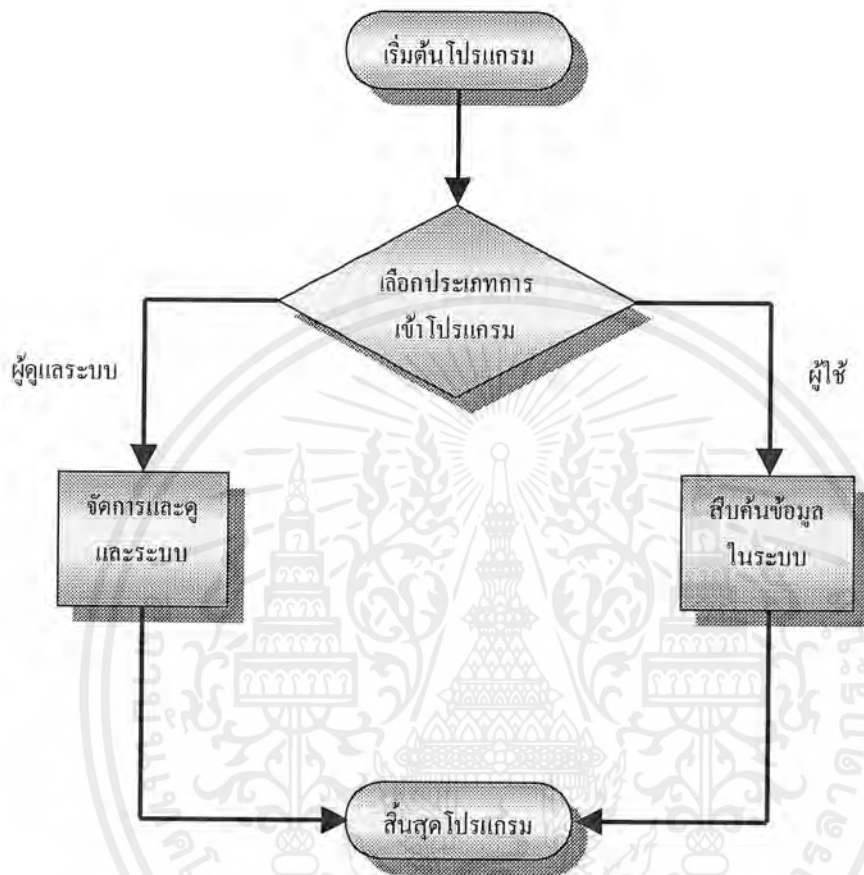 เริ่มต้นโปรแกรม
เลือกประเภทการ
เข้าโปรแกรม
ผู้ดูแลระบบ
ผู้ใช้
จัดการและดู
และระบบ
สืบค้นข้อมูล
ในระบบ
สิ้นสุดโปรแกรม